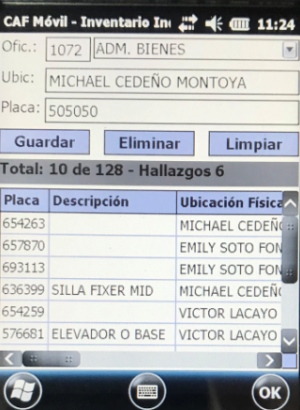 CAF Móvil - Inventario In 11:24
Ofic.: 1072 ADM. BIENES
Ubic: MICHAEL CEDEÑO MONTOYA
Placa: 505050
Guardar Eliminar Limpiar
Total: 10 de 128 - Hallazgos 6
Placa Descripción Ubicación Física
654263 MICHAEL CEDEÑ
657870 EMILY SOTO FON
693113 EMILY SOTO FON
636399 SILLA FIXER MID MICHAEL CEDEÑ
654259 VICTOR LACAYO
576681 ELEVADOR O BASE VICTOR LACAYO
OK